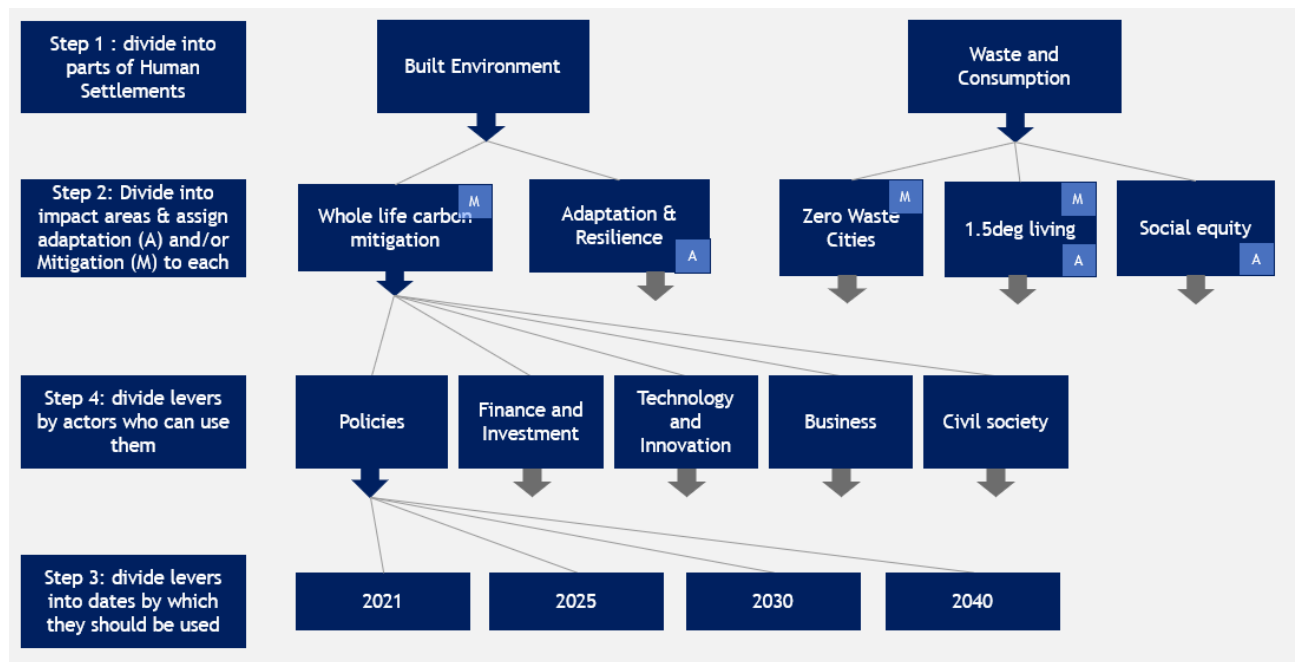 Step 1 : divide into
parts of Human
Settlements
Built Environment
Waste and
Consumption
Step 2: Divide into
impact areas & assign
adaptation (A) and/or
Mitigation (M) to each
Whole life carbon
mitigation
M
Adaptation &
Resilience
A
Zero Waste
Cities
M
1.5deg living
M
A
Social equity
A
Step 4: divide levers
by actors who can use
them
Policies
Finance and
Investment
Technology
and
Innovation
Business
Civil society
Step 3: divide levers
into dates by which
they should be used
2021
2025
2030
2040